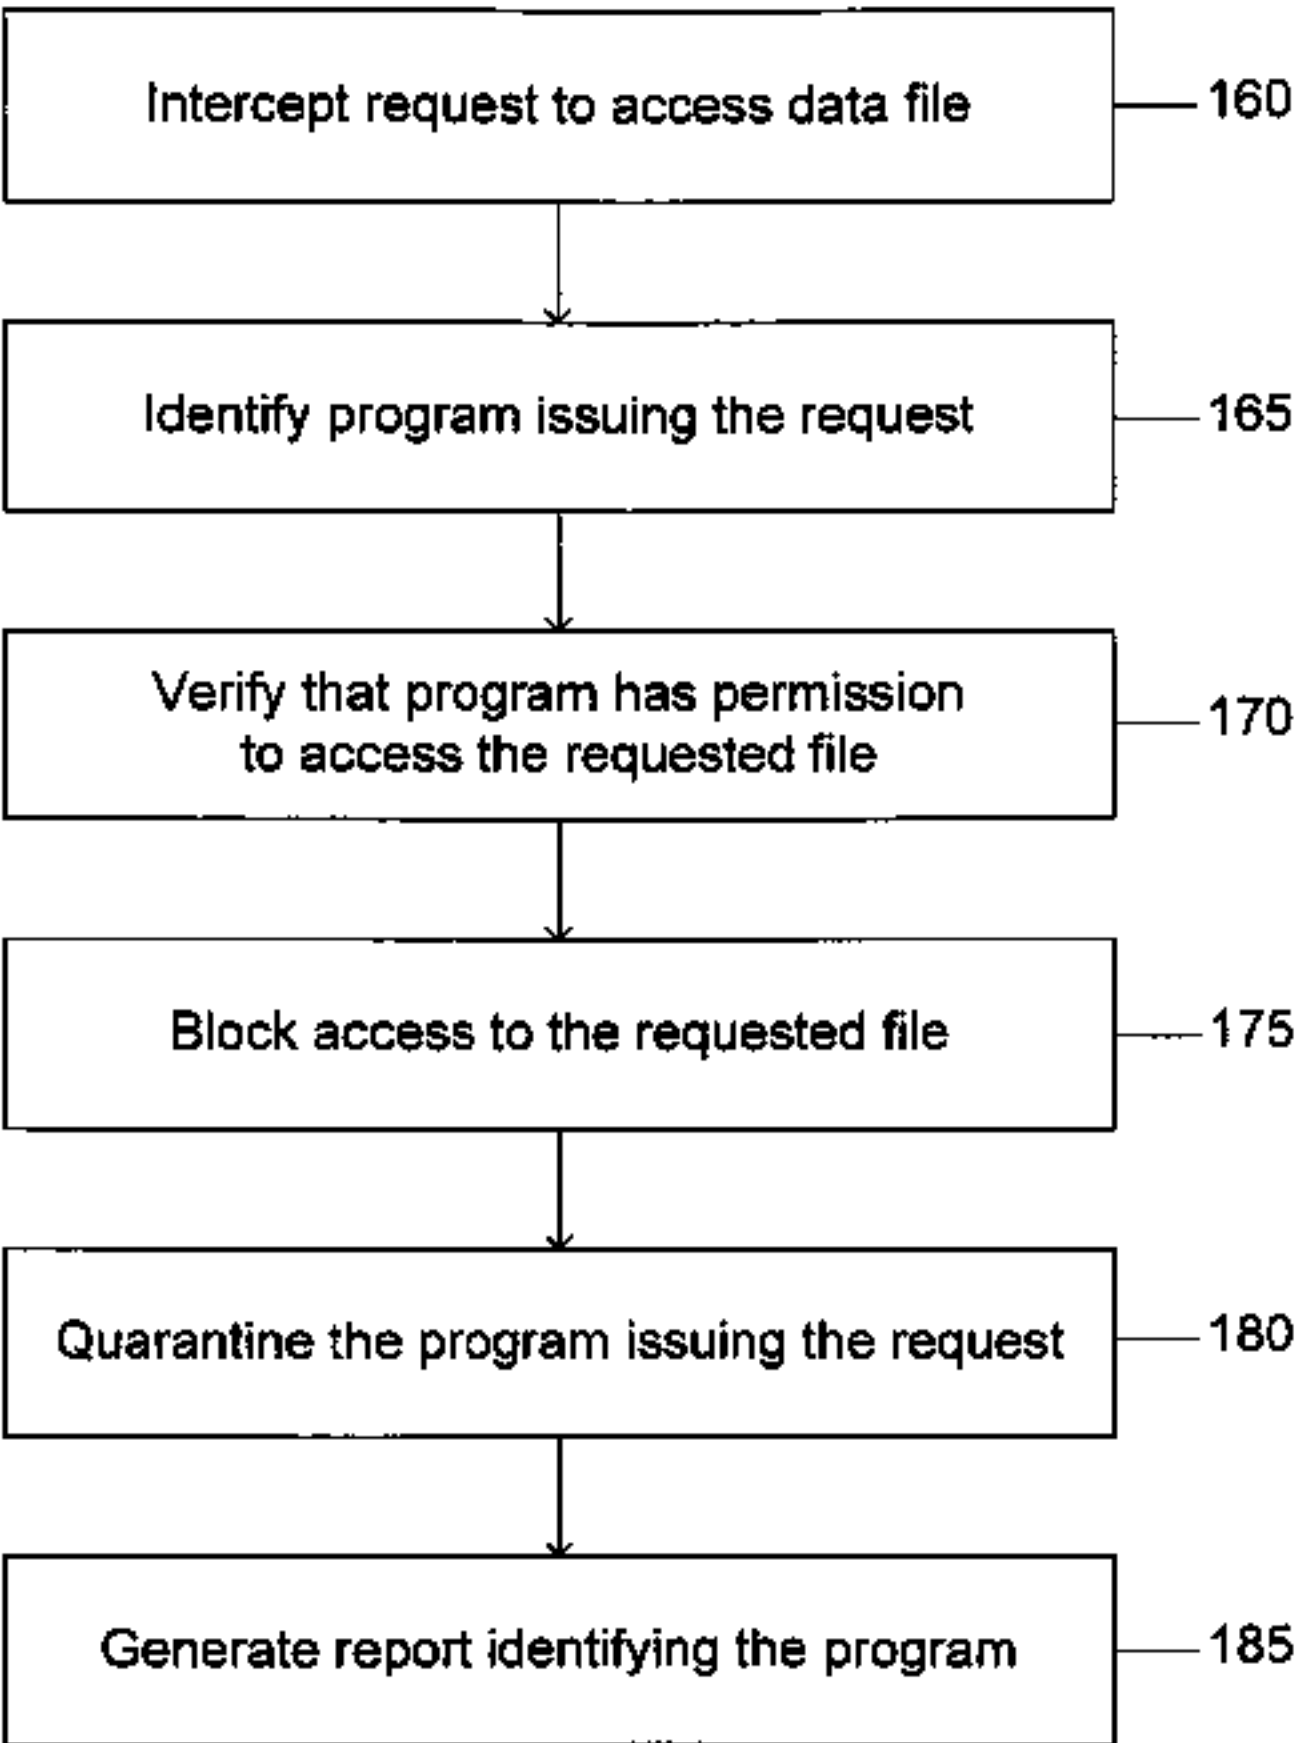 Intercept request to access data file
160
Identify program issuing the request
165
Verify that program has permission
to access the requested file
170
Block access to the requested file
175
Quarantine the program issuing the request
180
Generate report identifying the program
185